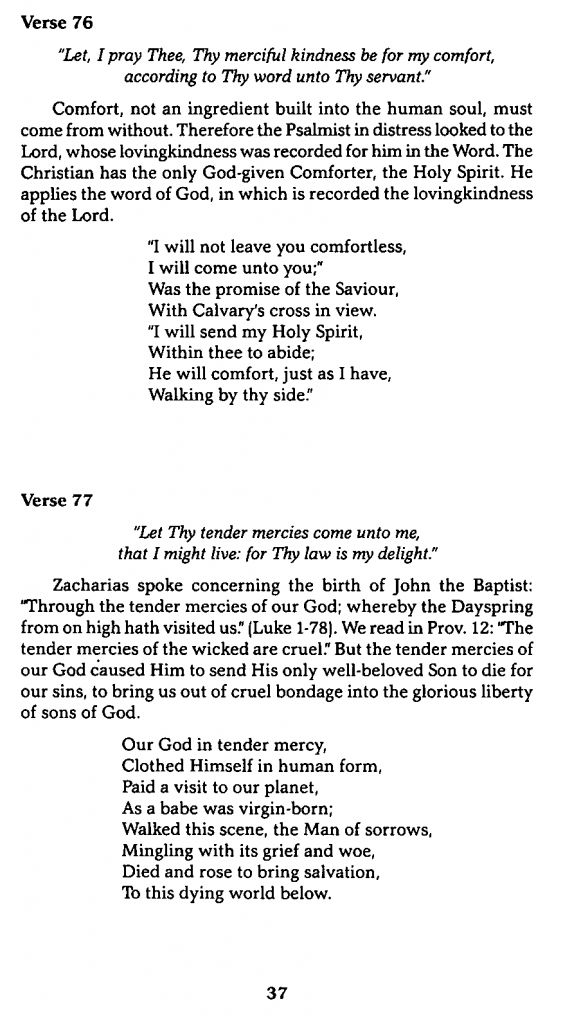 Verse 76
"Let, I pray Thee, Thy merciful kindness be for my comfort,
according to Thy word unto Thy servant."
Comfort, not an ingredient built into the human soul, must
come from without. Therefore the Psalmist in distress looked to the
Lord, whose lovingkindness was recorded for him in the Word. The
Christian has the only God-given Comforter, the Holy Spirit. He
applies the word of God, in which is recorded the lovingkindness
of the Lord.
"I will not leave you comfortless,
I will come unto you;"
Was the promise of the Saviour,
With Calvary's cross in view.
"I will send my Holy Spirit,
Within thee to abide;
He will comfort, just as I have,
Walking by thy side."
Verse 77
"Let Thy tender mercies come unto me,
that I might live: for Thy law is my delight."
Zacharias spoke concerning the birth of John the Baptist:
"Through the tender mercies of our God; whereby the Dayspring
from on high hath visited us." (Luke 1-78). We read in Prov. 12: "The
tender mercies of the wicked are cruel." But the tender mercies of
our God caused Him to send His only well-beloved Son to die for
our sins, to bring us out of cruel bondage into the glorious liberty
of sons of God.
Our God in tender mercy,
Clothed Himself in human form,
Paid a visit to our planet,
As a babe was virgin-born;
Walked this scene, the Man of sorrows,
Mingling with its grief and woe,
Died and rose to bring salvation,
To this dying world below.
37